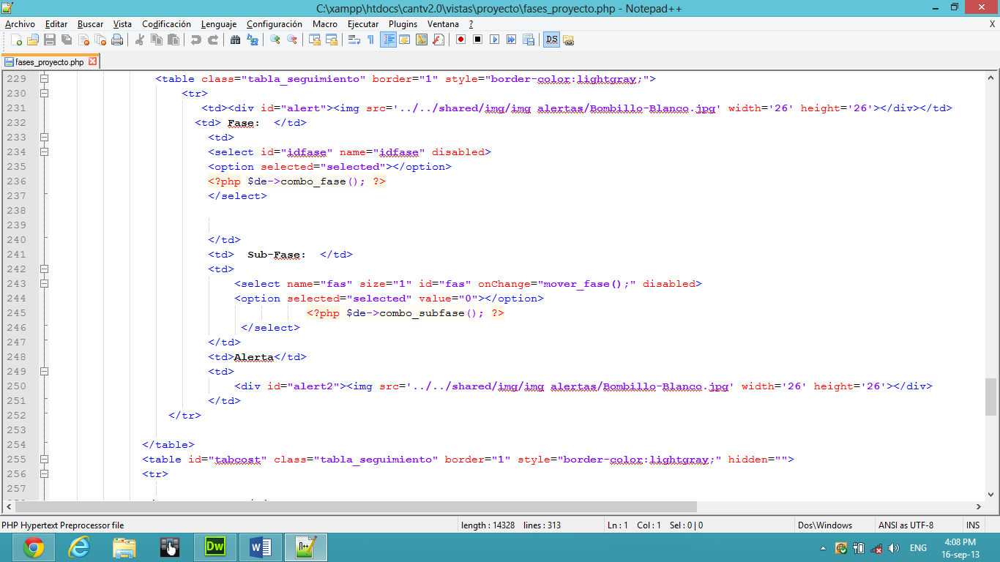 C:\xampp\htdocs\cantv2.0\vistas\proyecto\fases_proyecto.php - Notepad++
Archivo Editar Buscar Vista Codificación Lenguaje Configuración Macro Ejecutar Plugins Ventana ? X
fases_proyecto.php
229 <table class="tabla_seguimiento" border="1" style="border-color:lightgray;">
230 <tr>
231 <td><div id="alert"><img src='../../shared/img/img_alertas/Bombillo-Blanco.jpg' width='26' height='26'></div></td>
232 <td> Fase:  </td>
233 <td>
234 <select id="idfase" name="idfase" disabled>
235 <option selected="selected"></option>
236 <?php $de->combo_fase(); ?>
237 </select>
238
239
240 </td>
241 <td>  Sub-Fase:  </td>
242 <td>
243 <select name="fas" size="1" id="fas" onChange="mover_fase();" disabled>
244 <option selected="selected" value="0"></option>
245 <?php $de->combo_subfase(); ?>
246 </select>
247 </td>
248 <td>Alerta</td>
249 <td>
250 <div id="alert2"><img src='../../shared/img/img_alertas/Bombillo-Blanco.jpg' width='26' height='26'></div>
251 </td>
252 </tr>
253
254 </table>
255 <table id="tabcost" class="tabla_seguimiento" border="1" style="border-color:lightgray;" hidden="">
256 <tr>
257
PHP Hypertext Preprocessor file length : 14328 lines : 313 Ln : 1 Col : 1 Sel : 0 | 0 Dos\Windows ANSI as UTF-8 INS
Dw
ENG
4:08 PM
16-sep-13